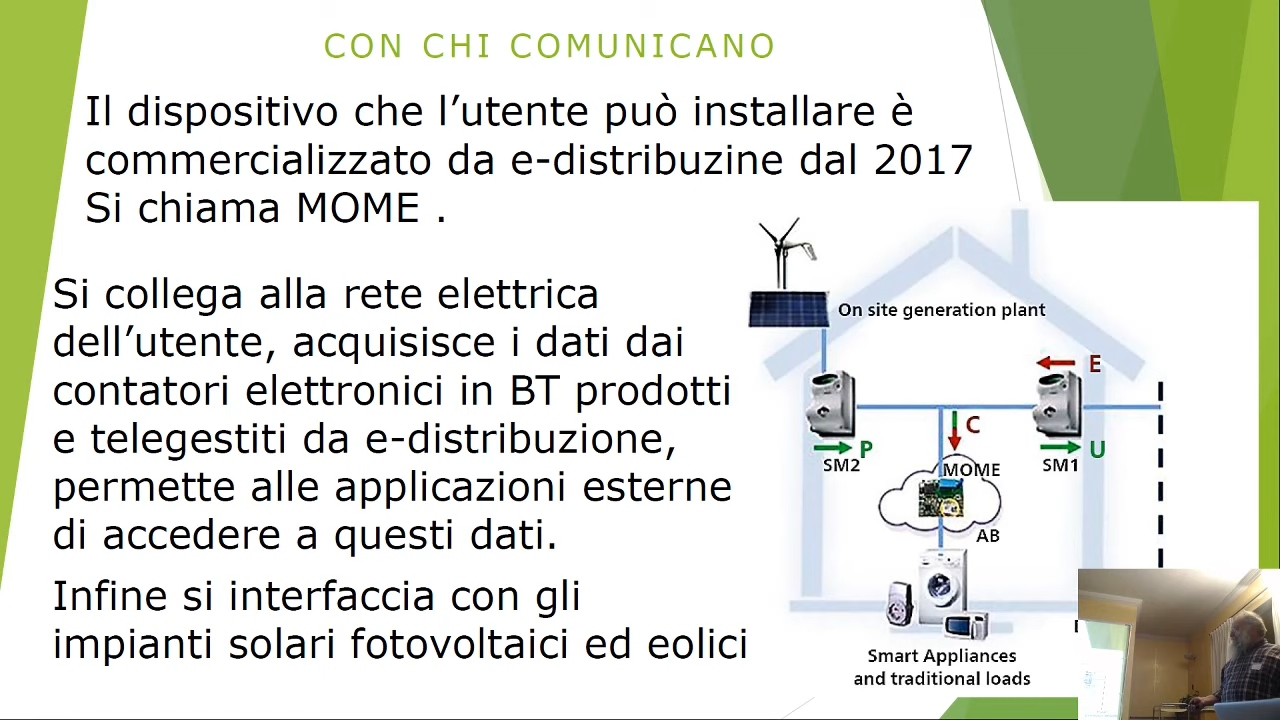 CON CHI COMUNICANO
Il dispositivo che l’utente può installare è
commercializzato da e-distribuzine dal 2017
Si chiama MOME .
Si collega alla rete elettrica
dell’utente, acquisisce i dati dai
contatori elettronici in BT prodotti
e telegestiti da e-distribuzione,
permette alle applicazioni esterne
di accedere a questi dati.
Infine si interfaccia con gli
impianti solari fotovoltaici ed eolici
On site generation plant
E
C
P
U
SM2
MOME
SM1
AB
Smart Appliances
and traditional loads